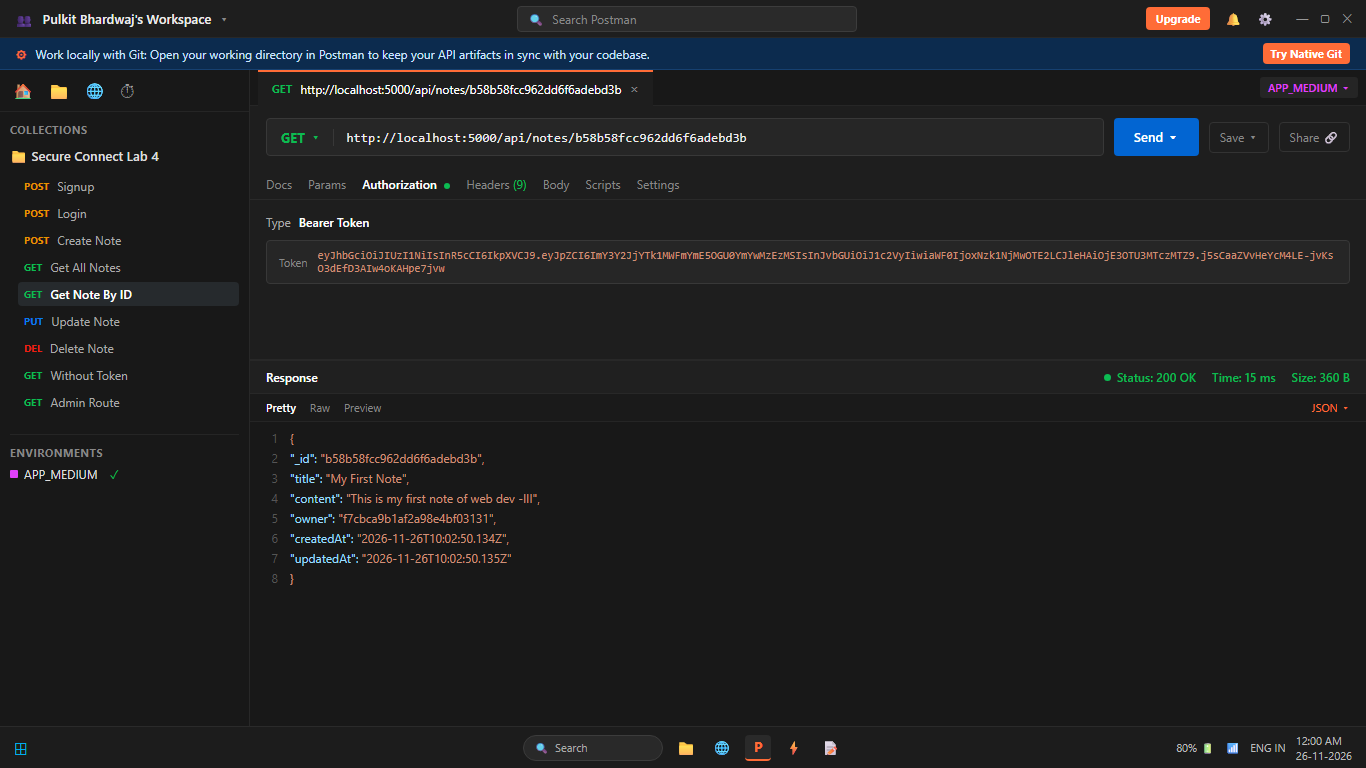 Pulkit Bhardwaj's Workspace
Search Postman
Upgrade
Work locally with Git: Open your working directory in Postman to keep your API artifacts in sync with your codebase.
Try Native Git
GET http://localhost:5000/api/notes/b58b58fcc962dd6f6adebd3b ×
APP_MEDIUM
COLLECTIONS
Secure Connect Lab 4
POST Signup
POST Login
POST Create Note
GET Get All Notes
GET Get Note By ID
PUT Update Note
DEL Delete Note
GET Without Token
GET Admin Route
ENVIRONMENTS
APP_MEDIUM ✓
GET http://localhost:5000/api/notes/b58b58fcc962dd6f6adebd3b
Send
Save
Share
Docs Params Authorization Headers (9) Body Scripts Settings
Type Bearer Token
Token eyJhbGciOiJIUzI1NiIsInR5cCI6IkpXVCJ9.eyJpZCI6ImY3Y2JjYTk1MWFmYmE5OGU0YmYwMzEzMSIsInJvbGUiOiJ1c2VyIiwiaWF0IjoxNzk1NjMwOTE2LCJleHAiOjE3OTU3MTczMTZ9.j5sCaaZVvHeYcM4LE-jvKs
O3dEfD3AIw4oKAHpe7jvw
Response
Status: 200 OK Time: 15 ms Size: 360 B
Pretty Raw Preview
JSON
1 {
2 "_id": "b58b58fcc962dd6f6adebd3b",
3 "title": "My First Note",
4 "content": "This is my first note of web dev -III",
5 "owner": "f7cbca9b1af2a98e4bf03131",
6 "createdAt": "2026-11-26T10:02:50.134Z",
7 "updatedAt": "2026-11-26T10:02:50.135Z"
8 }
Search
P
80%
ENG IN
12:00 AM
26-11-2026